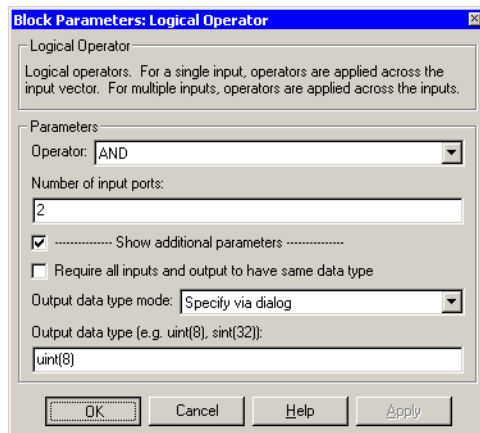 Block Parameters: Logical Operator
Logical Operator
Logical operators. For a single input, operators are applied across the
input vector. For multiple inputs, operators are applied across the inputs.
Parameters
Operator: AND
Number of input ports:
2
--------------- Show additional parameters ---------------
Require all inputs and output to have same data type
Output data type mode: Specify via dialog
Output data type (e.g. uint(8), sint(32)):
uint(8)
OK Cancel Help Apply